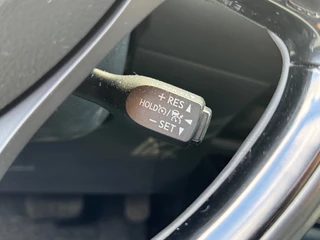 + RES
HOLD /
− SET